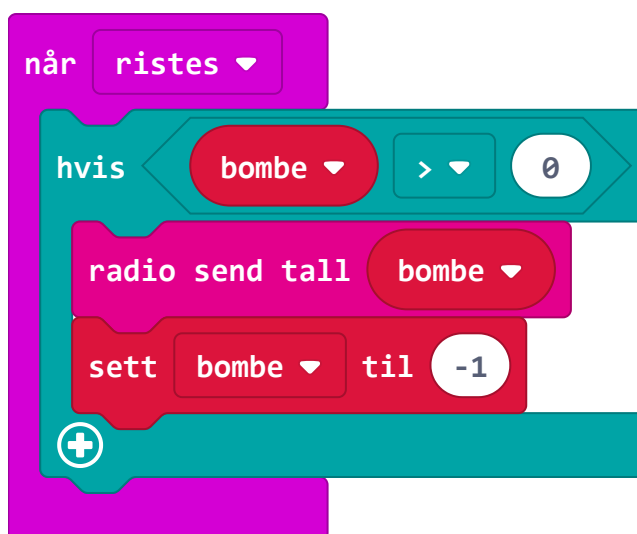 når ristes
hvis bombe > 0
radio send tall bombe
sett bombe til -1